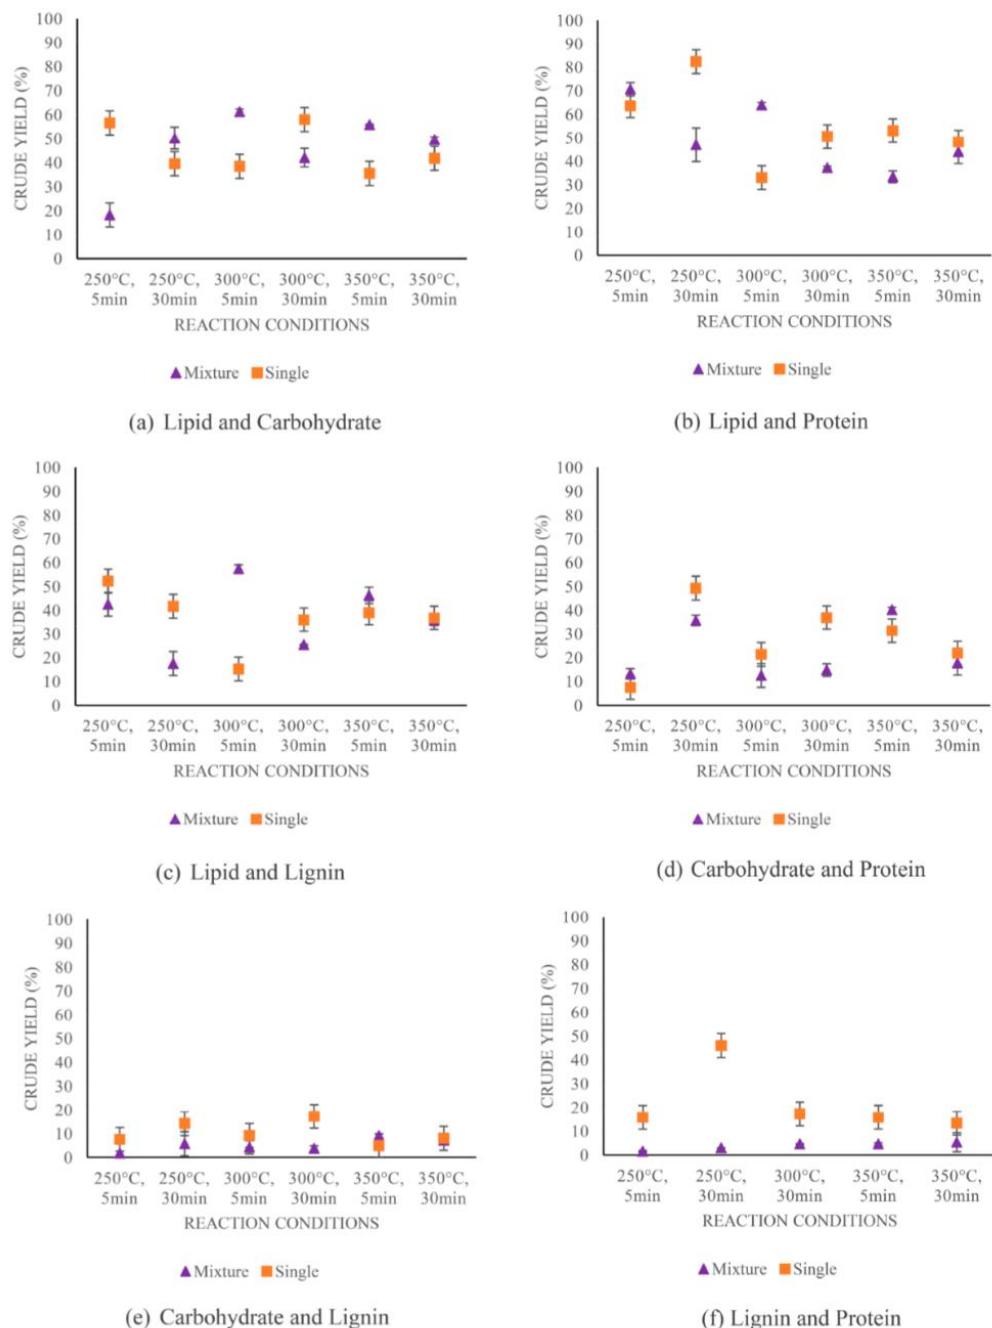 100
90
80
70
60
50
40
30
20
10
0
CRUDE YIELD (%)
250°C, 250°C, 300°C, 300°C, 350°C, 350°C,
5min 30min 5min 30min 5min 30min
REACTION CONDITIONS
Mixture Single
(a) Lipid and Carbohydrate
100
90
80
70
60
50
40
30
20
10
0
CRUDE YIELD (%)
250°C, 250°C, 300°C, 300°C, 350°C, 350°C,
5min 30min 5min 30min 5min 30min
REACTION CONDITIONS
Mixture Single
(b) Lipid and Protein
100
90
80
70
60
50
40
30
20
10
0
CRUDE YIELD (%)
250°C, 250°C, 300°C, 300°C, 350°C, 350°C,
5min 30min 5min 30min 5min 30min
REACTION CONDITIONS
Mixture Single
(c) Lipid and Lignin
100
90
80
70
60
50
40
30
20
10
0
CRUDE YIELD (%)
250°C, 250°C, 300°C, 300°C, 350°C, 350°C,
5min 30min 5min 30min 5min 30min
REACTION CONDITIONS
Mixture Single
(d) Carbohydrate and Protein
100
90
80
70
60
50
40
30
20
10
0
CRUDE YIELD (%)
250°C, 250°C, 300°C, 300°C, 350°C, 350°C,
5min 30min 5min 30min 5min 30min
REACTION CONDITIONS
Mixture Single
(e) Carbohydrate and Lignin
100
90
80
70
60
50
40
30
20
10
0
CRUDE YIELD (%)
250°C, 250°C, 300°C, 350°C, 350°C,
5min 30min 30min 5min 30min
REACTION CONDITIONS
Mixture Single
(f) Lignin and Protein